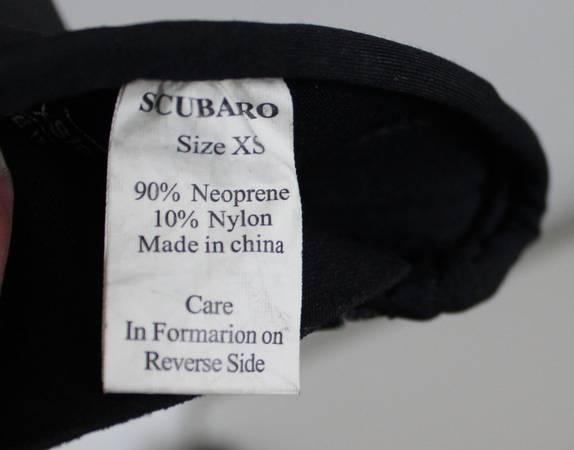 SCUBARO
Size XS
90% Neoprene
10% Nylon
Made in china
Care
In Formarion on
Reverse Side